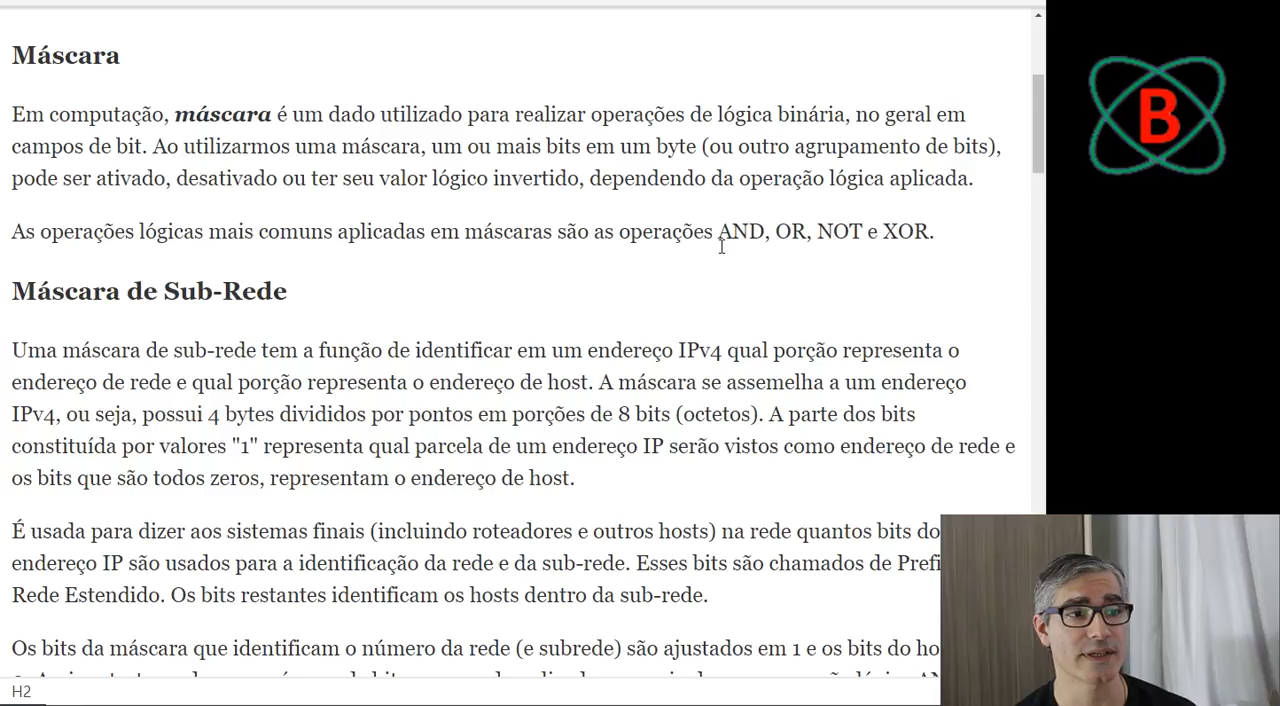 Máscara
Em computação, máscara é um dado utilizado para realizar operações de lógica binária, no geral em
campos de bit. Ao utilizarmos uma máscara, um ou mais bits em um byte (ou outro agrupamento de bits),
pode ser ativado, desativado ou ter seu valor lógico invertido, dependendo da operação lógica aplicada.
As operações lógicas mais comuns aplicadas em máscaras são as operações AND, OR, NOT e XOR.
Máscara de Sub-Rede
Uma máscara de sub-rede tem a função de identificar em um endereço IPv4 qual porção representa o
endereço de rede e qual porção representa o endereço de host. A máscara se assemelha a um endereço
IPv4, ou seja, possui 4 bytes divididos por pontos em porções de 8 bits (octetos). A parte dos bits
constituída por valores "1" representa qual parcela de um endereço IP serão vistos como endereço de rede e
os bits que são todos zeros, representam o endereço de host.
É usada para dizer aos sistemas finais (incluindo roteadores e outros hosts) na rede quantos bits do
endereço IP são usados para a identificação da rede e da sub-rede. Esses bits são chamados de Prefi
Rede Estendido. Os bits restantes identificam os hosts dentro da sub-rede.
Os bits da máscara que identificam o número da rede (e subrede) são ajustados em 1 e os bits do ho
H2
B